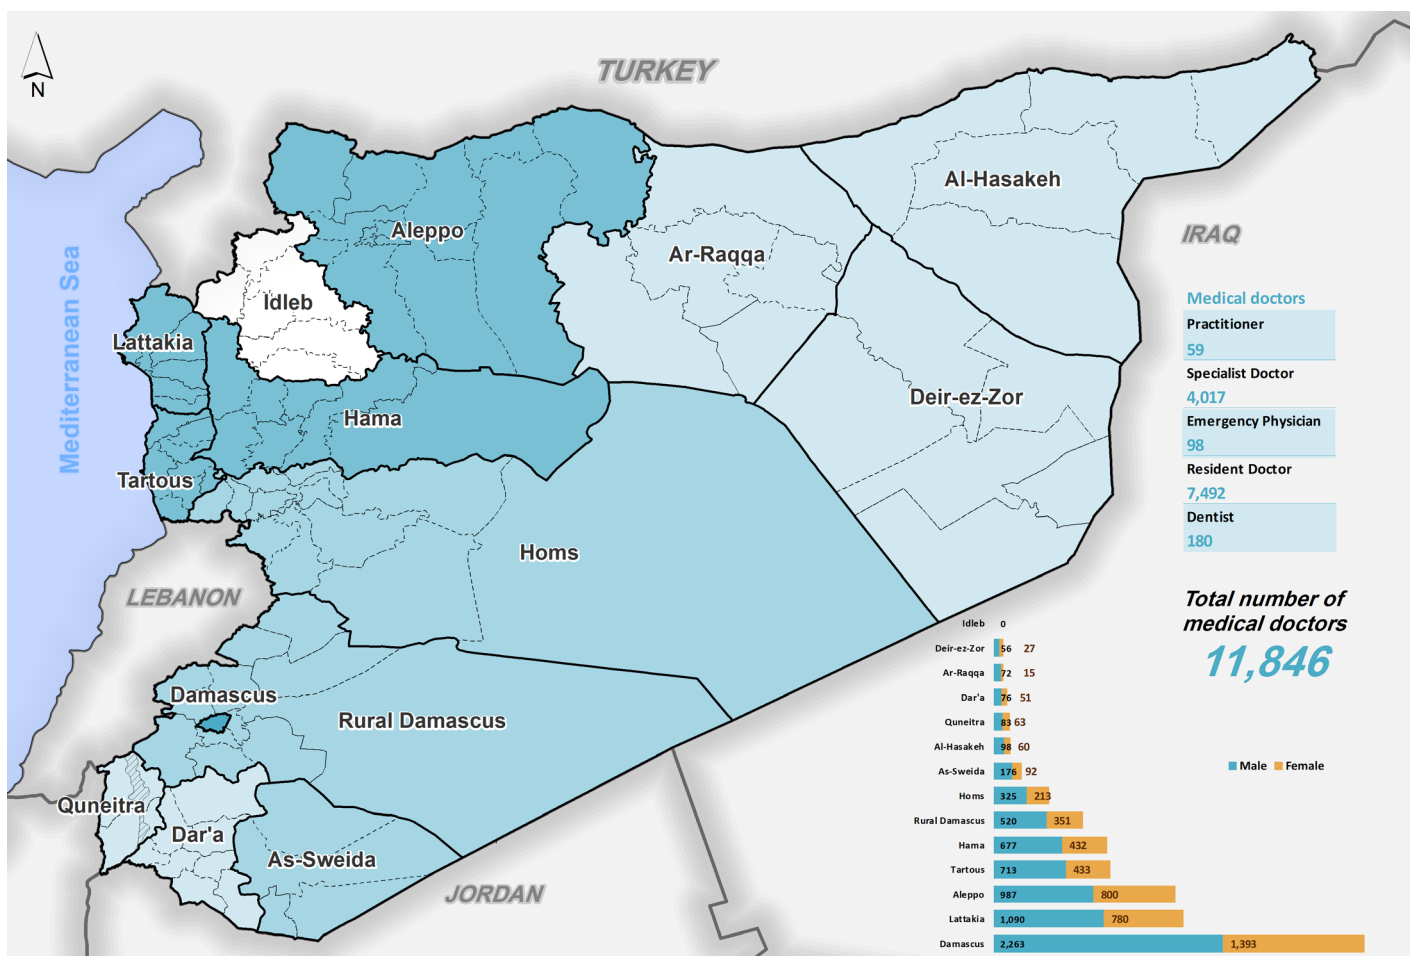 TURKEY
N
Al-Hasakeh
Aleppo
IRAQ
Ar-Raqqa
Mediterranean Sea
Idleb
Lattakia
Deir-ez-Zor
Hama
Tartous
Homs
LEBANON
Damascus
Rural Damascus
Quneitra
Dar'a
As-Sweida
JORDAN
Medical doctors
Practitioner
59
Specialist Doctor
4,017
Emergency Physician
98
Resident Doctor
7,492
Dentist
180
Total number of
medical doctors
11,846
Male Female
Idleb 0
Deir-ez-Zor 56 27
Ar-Raqqa 72 15
Dar'a 76 51
Quneitra 83 63
Al-Hasakeh 98 60
As-Sweida 176 92
Homs 325 213
Rural Damascus 520 351
Hama 677 432
Tartous 713 433
Aleppo 987 800
Lattakia 1,090 780
Damascus 2,263 1,393